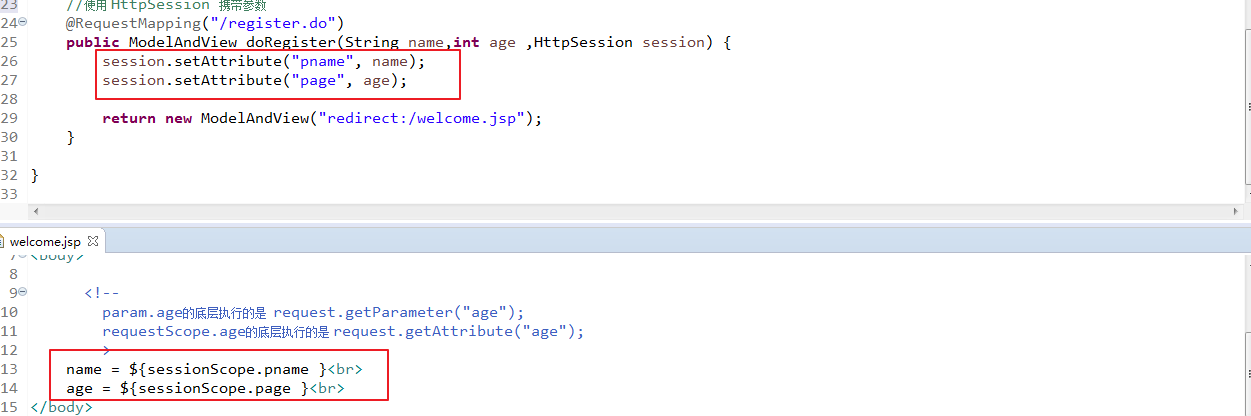 23 //使用 HttpSession 携带参数
24 @RequestMapping("/register.do")
25 public ModelAndView doRegister(String name,int age ,HttpSession session) {
26 session.setAttribute("pname", name);
27 session.setAttribute("page", age);
28
29 return new ModelAndView("redirect:/welcome.jsp");
30 }
31
32 }
33
welcome.jsp
7 <body>
8
9 <!--
10 param.age的底层执行的是 request.getParameter("age");
11 requestScope.age的底层执行的是 request.getAttribute("age");
12 >
13 name = ${sessionScope.pname }<br>
14 age = ${sessionScope.page }<br>
15 </body>